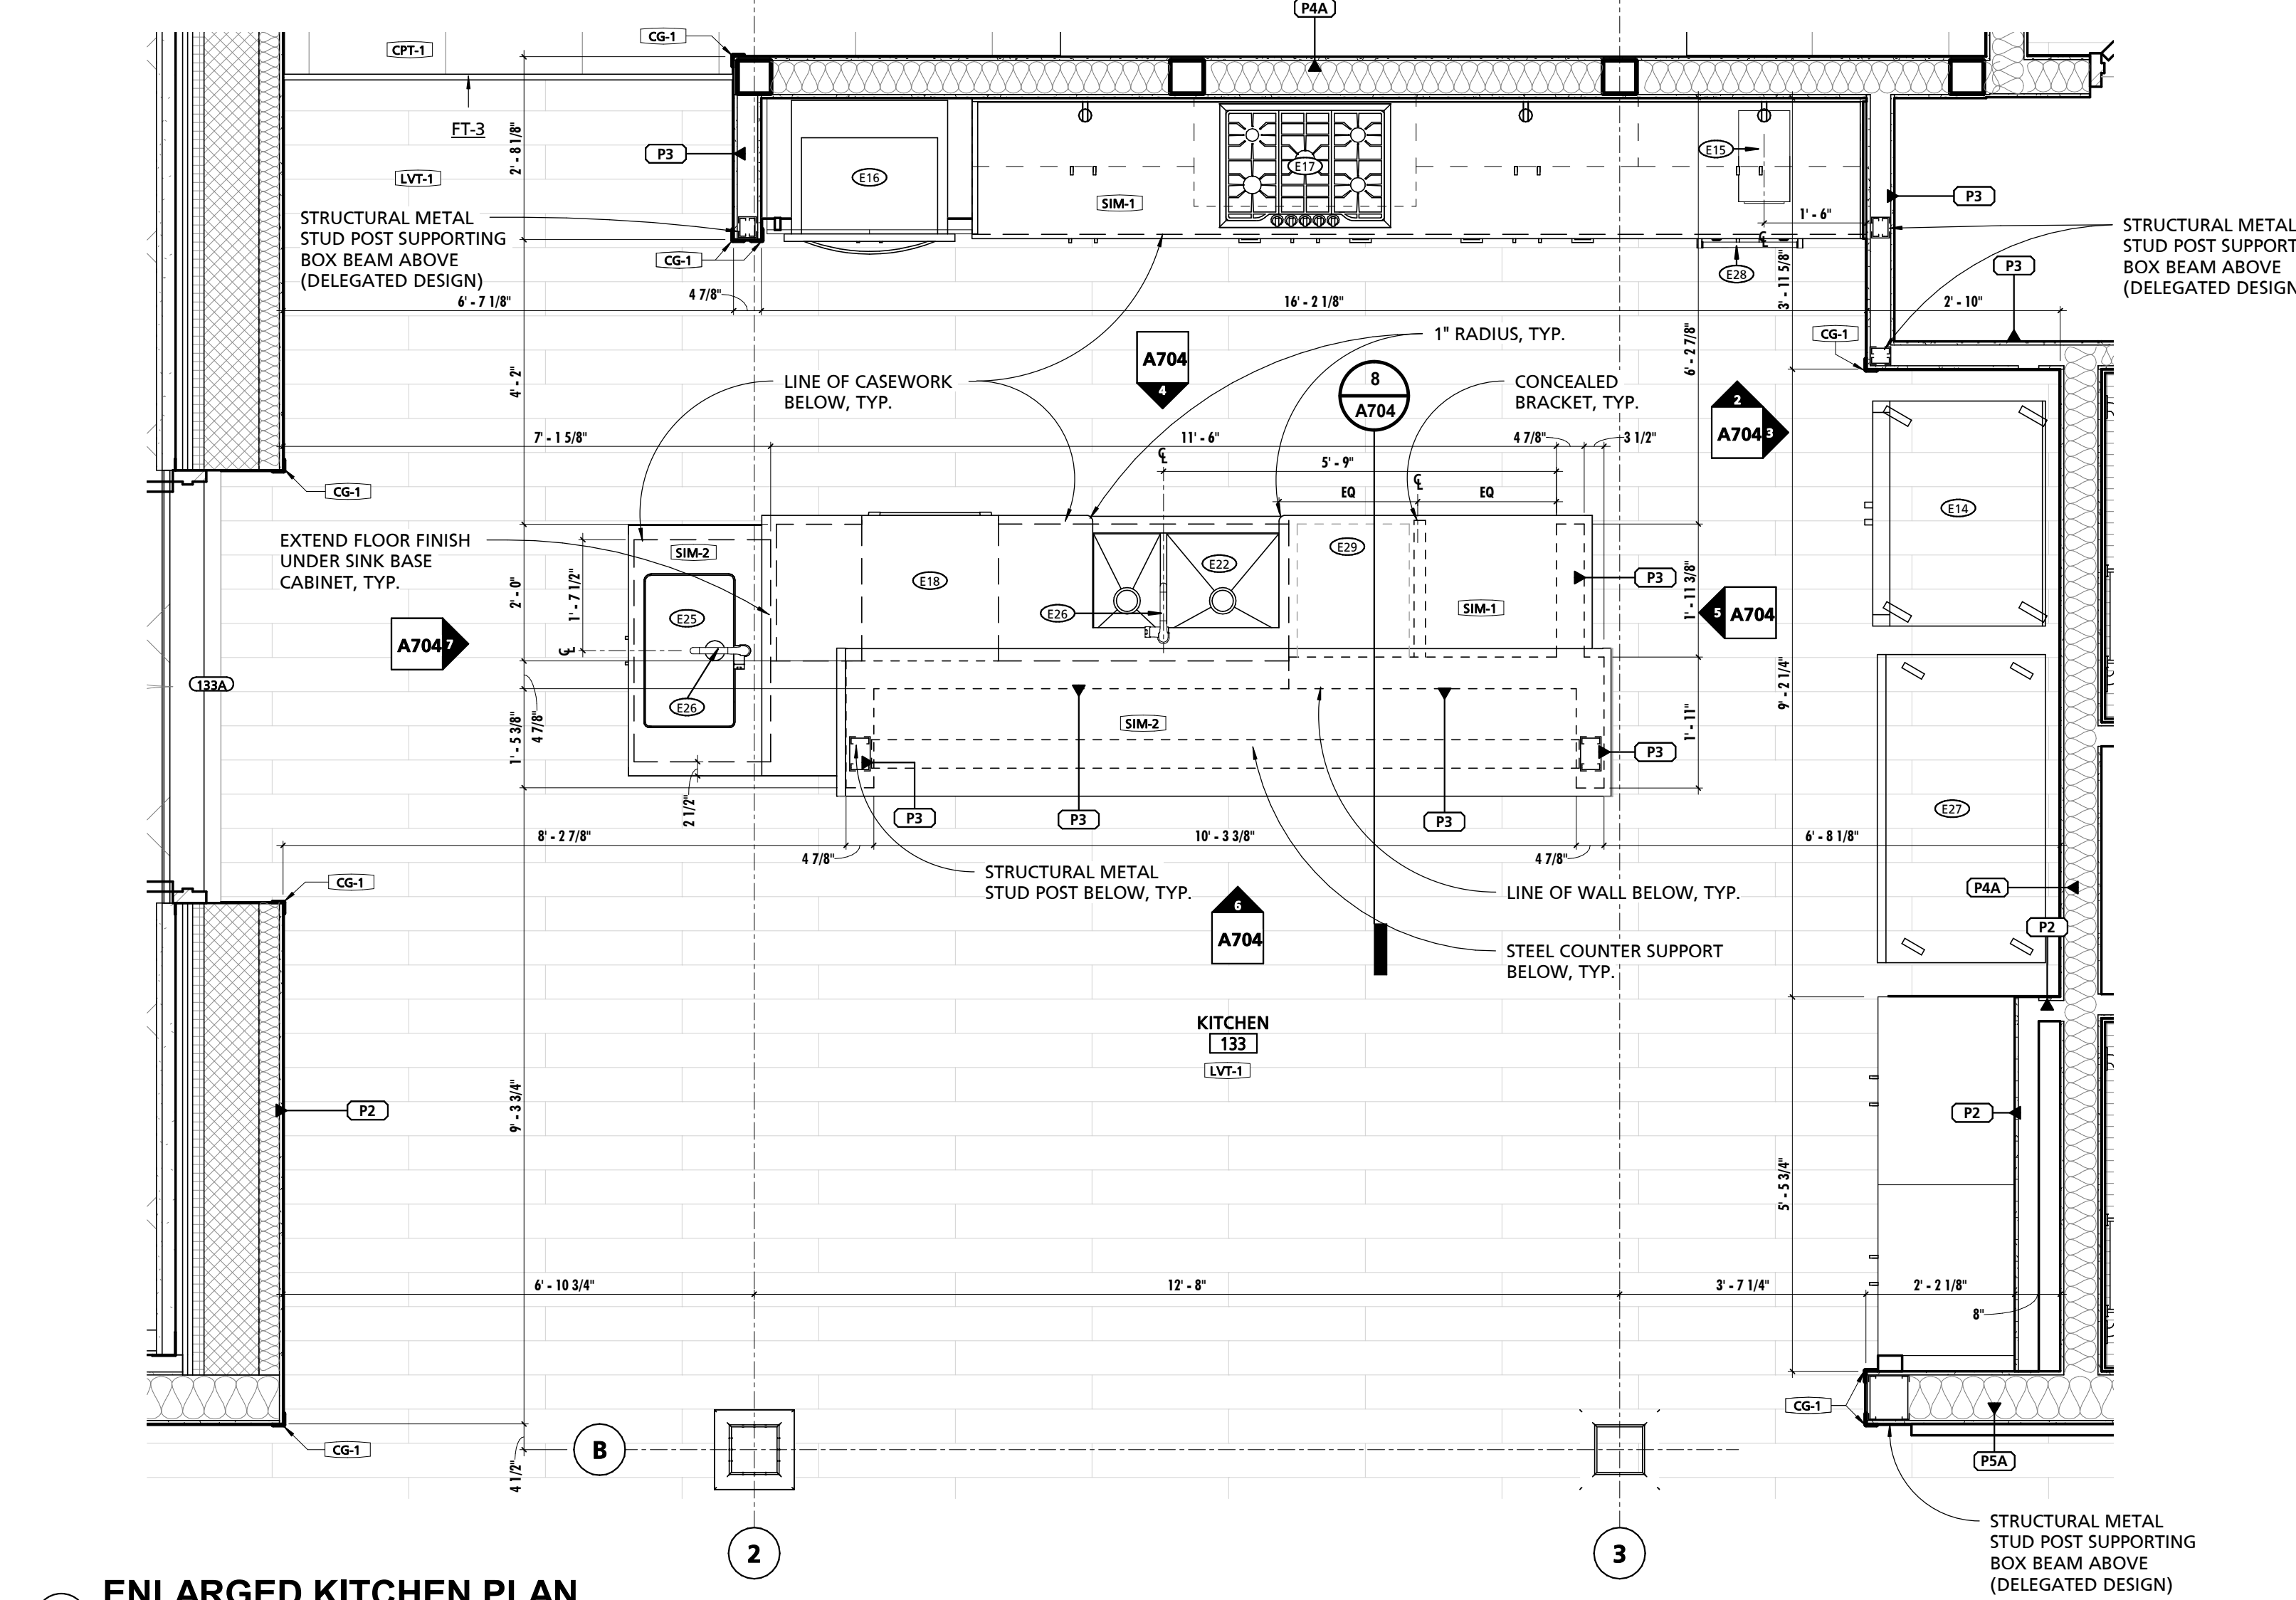 P4A
CG-1
CPT-1
FT-3
LVT-1
2' - 8 1/8"
P3
E16
SIM-1
E17
E15
1' - 6"
P3
STRUCTURAL METAL
STUD POST SUPPORTING
BOX BEAM ABOVE
(DELEGATED DESIGN)
CG-1
E28
3' - 11 5/8"
P3
STRUCTURAL METAL
STUD POST SUPPORT
BOX BEAM ABOVE
(DELEGATED DESIGN
6' - 7 1/8"
4 7/8"
16' - 2 1/8"
2' - 10"
CG-1
1" RADIUS, TYP.
6' - 2 7/8"
4' - 2"
LINE OF CASEWORK
BELOW, TYP.
A704
4
8
A704
CONCEALED
BRACKET, TYP.
2
A704
3
7' - 1 5/8"
11' - 6"
4 7/8"
3 1/2"
5' - 9"
EQ
EQ
CG-1
E14
EXTEND FLOOR FINISH
UNDER SINK BASE
CABINET, TYP.
SIM-2
1' - 7 1/2"
2' - 0"
E18
E22
E29
E25
E26
SIM-1
P3
1' - 11 3/8"
5
A704
A704
7
133A
E26
4 7/8"
1' - 5 3/8"
2 1/2"
SIM-2
P3
1' - 11"
9' - 2 1/4"
P3
P3
P3
E27
8' - 2 7/8"
4 7/8"
10' - 3 3/8"
4 7/8"
6' - 8 1/8"
CG-1
STRUCTURAL METAL
STUD POST BELOW, TYP.
LINE OF WALL BELOW, TYP.
P4A
6
A704
P2
STEEL COUNTER SUPPORT
BELOW, TYP.
KITCHEN
133
LVT-1
P2
9' - 3 3/4"
P2
5' - 5 3/4"
6' - 10 3/4"
12' - 8"
3' - 7 1/4"
2' - 2 1/8"
8"
CG-1
CG-1
4 1/2"
B
P5A
2
3
STRUCTURAL METAL
STUD POST SUPPORTING
BOX BEAM ABOVE
(DELEGATED DESIGN)
ENLARGED KITCHEN PLAN